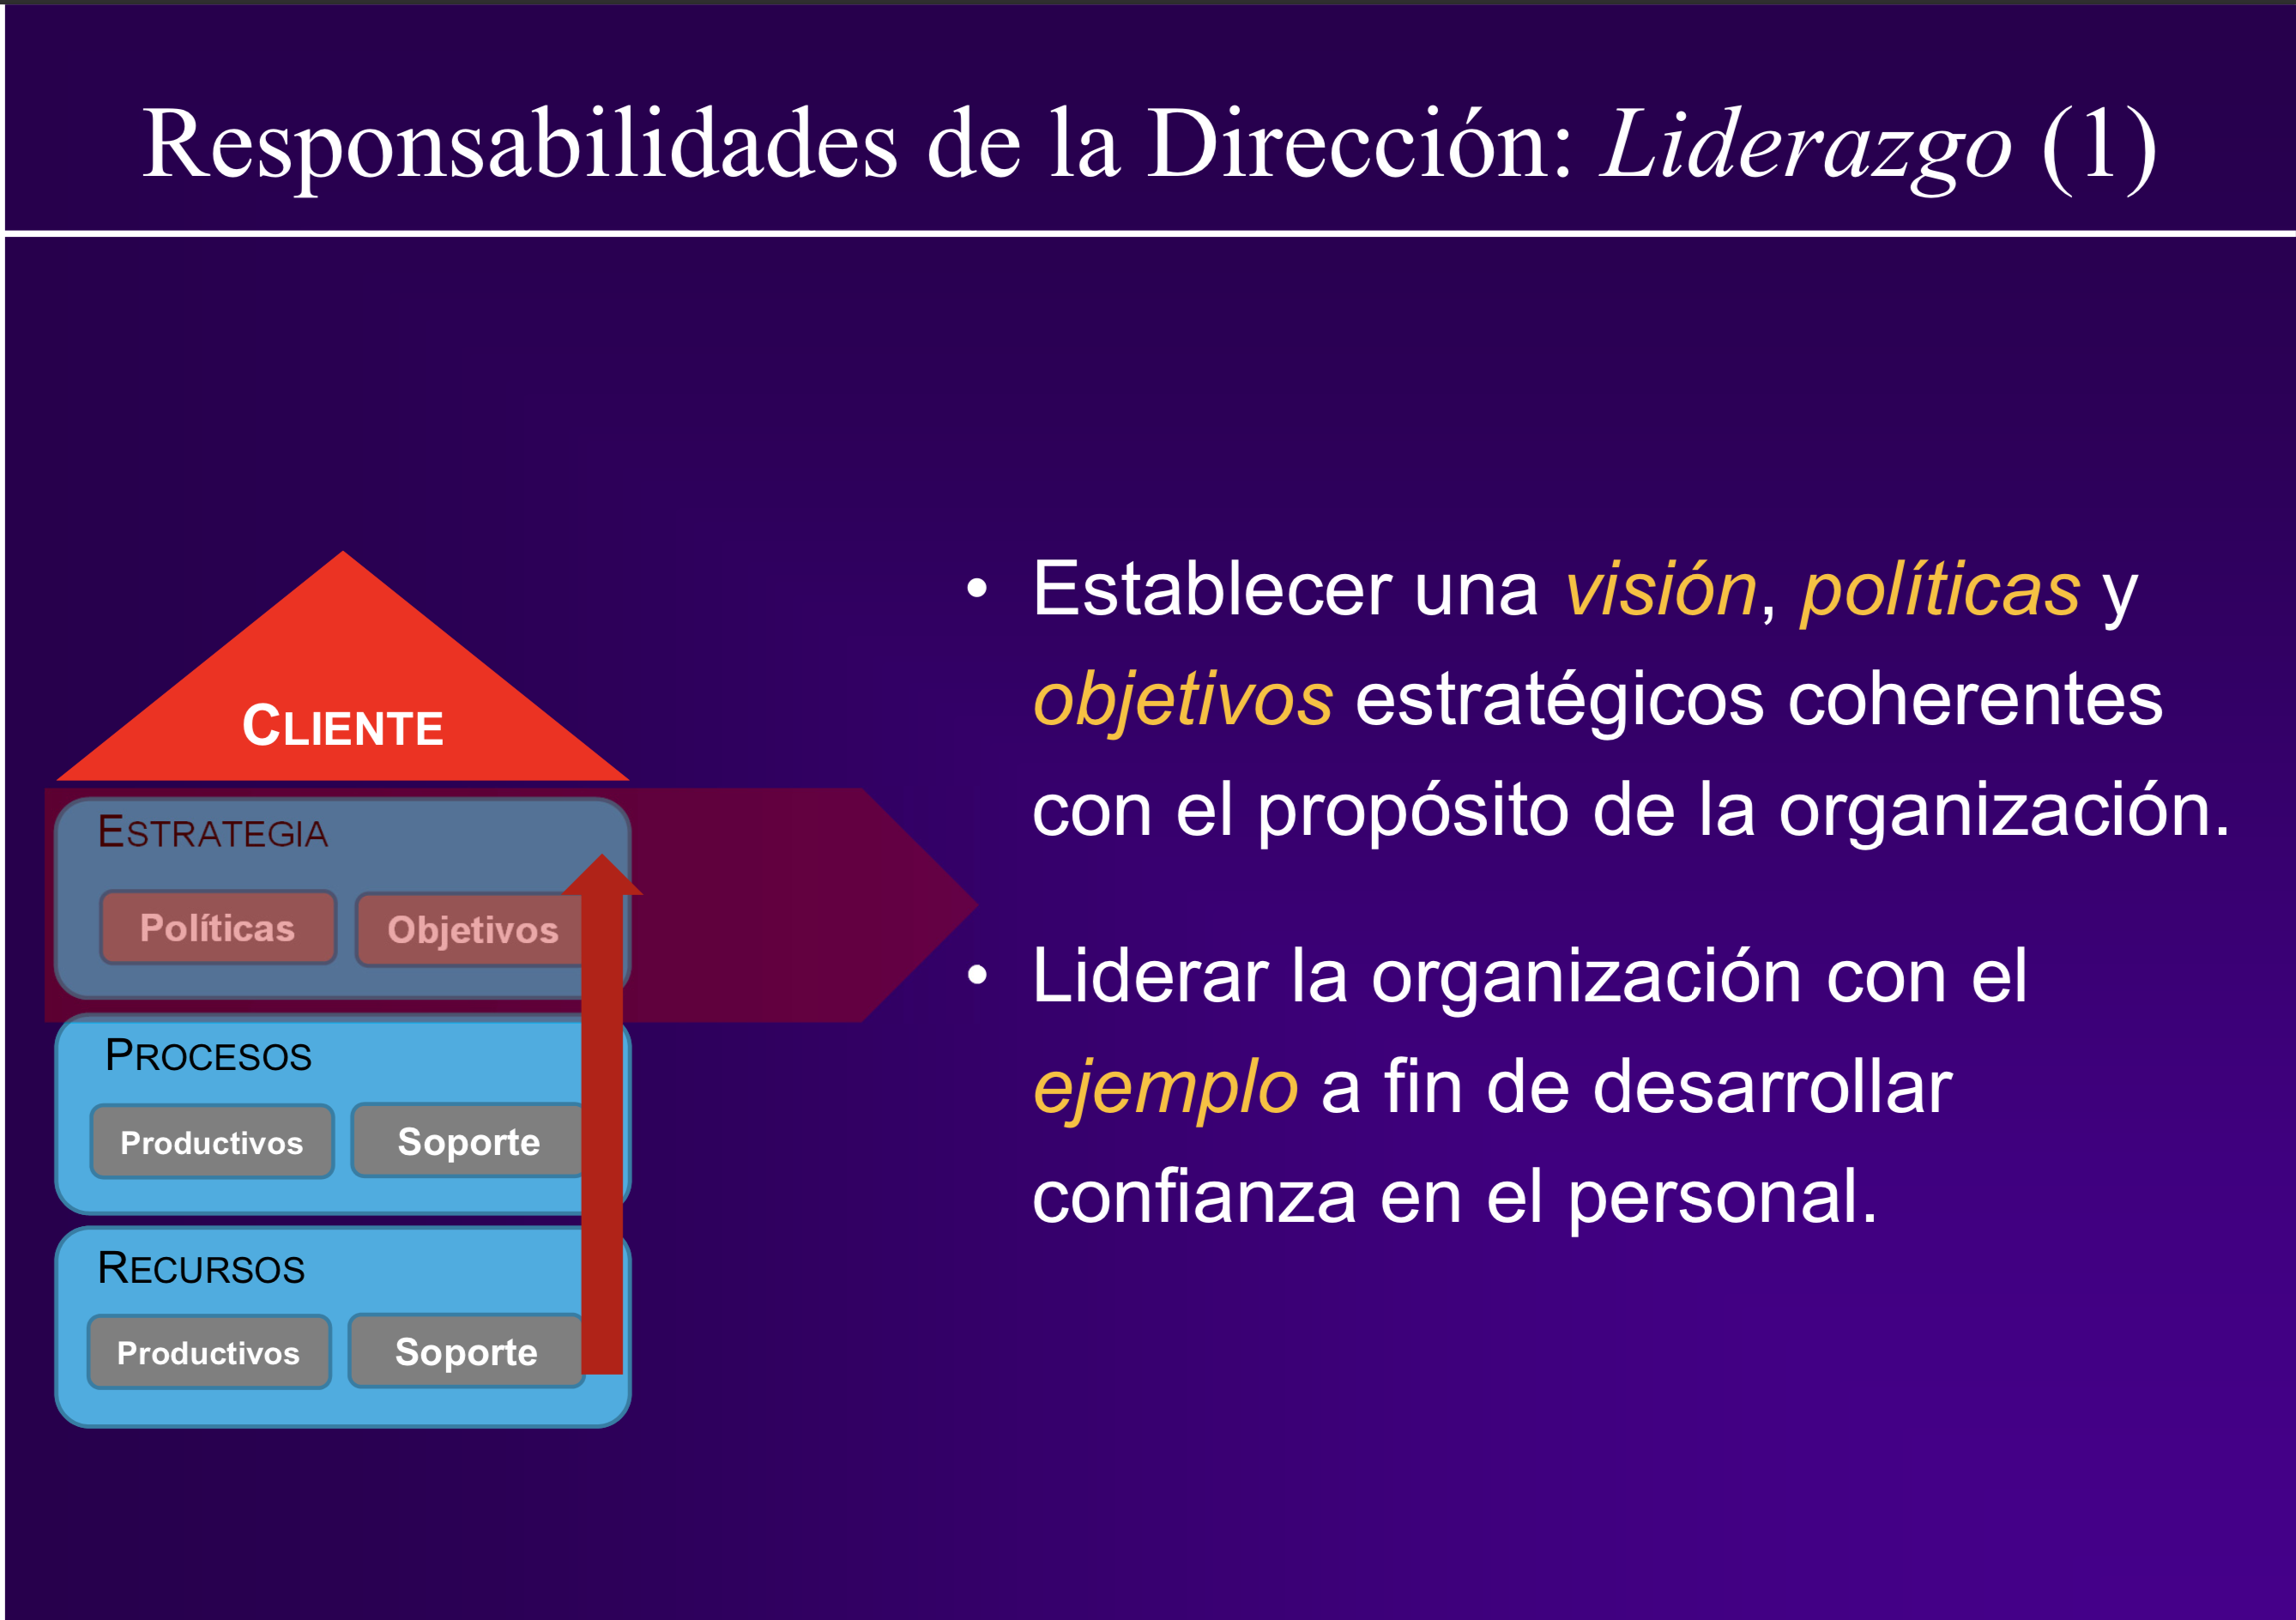 Responsabilidades de la Dirección: Liderazgo (1)
CLIENTE
ESTRATEGIA
Políticas
Objetivos
PROCESOS
Productivos
Soporte
RECURSOS
Productivos
Soporte
• Establecer una visión, políticas y
objetivos estratégicos coherentes
con el propósito de la organización.
• Liderar la organización con el
ejemplo a fin de desarrollar
confianza en el personal.